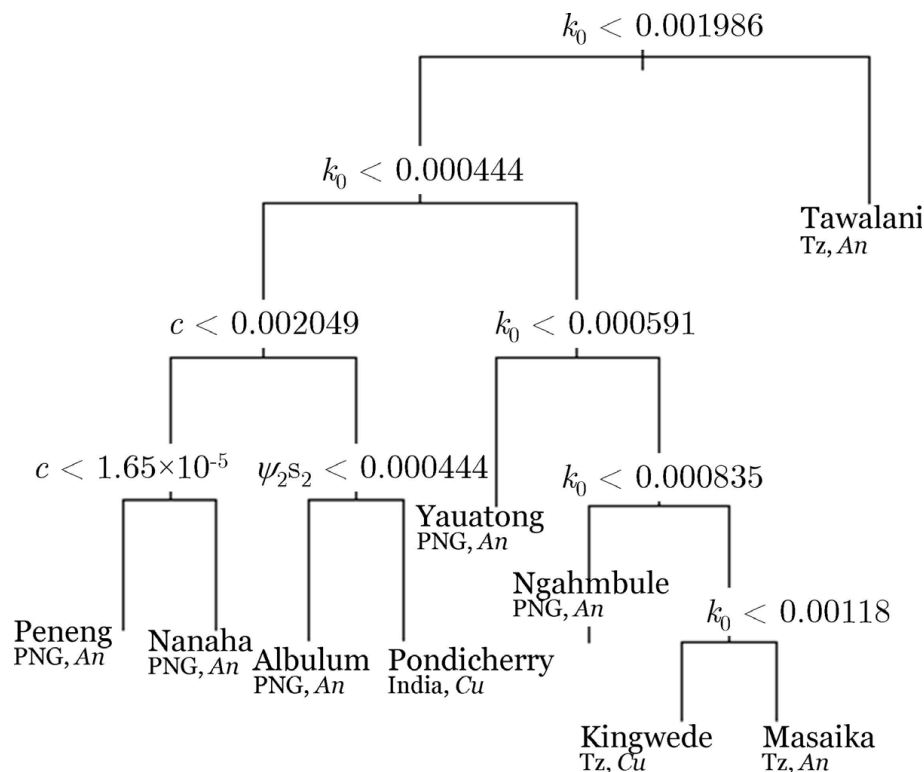 k₀ < 0.001986
k₀ < 0.000444
Tawalani
Tz, An
c < 0.002049
k₀ < 0.000591
c < 1.65×10⁻⁵
ψ₂s₂ < 0.000444
k₀ < 0.000835
Yauatong
PNG, An
Ngahmbule
PNG, An
k₀ < 0.00118
Peneng
PNG, An
Nanaha
PNG, An
Albulum
PNG, An
Pondicherry
India, Cu
Kingwede
Tz, Cu
Masaika
Tz, An